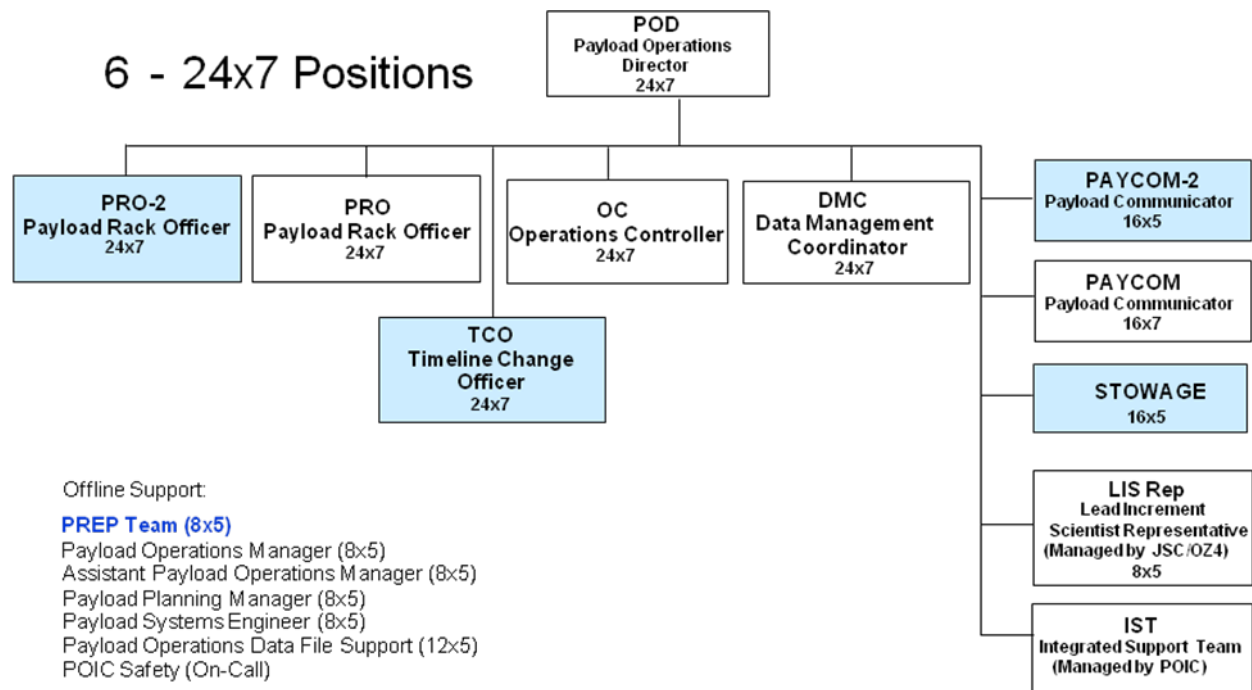 6 - 24x7 Positions
POD
Payload Operations
Director
24x7
PRO-2
Payload Rack Officer
24x7
PRO
Payload Rack Officer
24x7
OC
Operations Controller
24x7
DMC
Data Management
Coordinator
24x7
TCO
Timeline Change
Officer
24x7
PAYCOM-2
Payload Communicator
16x5
PAYCOM
Payload Communicator
16x7
STOWAGE
16x5
LIS Rep
Lead Increment
Scientist Representative
(Managed by JSC/OZ4)
8x5
IST
Integrated Support Team
(Managed by POIC)
Offline Support:
PREP Team (8x5)
Payload Operations Manager (8x5)
Assistant Payload Operations Manager (8x5)
Payload Planning Manager (8x5)
Payload Systems Engineer (8x5)
Payload Operations Data File Support (12x5)
POIC Safety (On-Call)